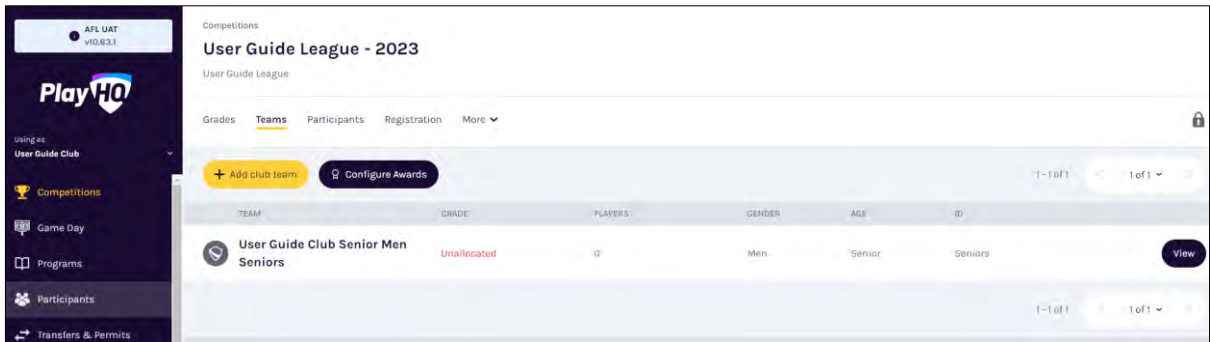 AFL UAT
v10.63.1
PlayHQ
Using as
User Guide Club
Competitions
Game Day
Programs
Participants
Transfers & Permits
Competitions
User Guide League - 2023
User Guide League
Grades Teams Participants Registration More
+ Add club team Configure Awards 1-1 of 1 1 of 1
TEAM GRADE PLAYERS GENDER AGE ID
User Guide Club Senior Men
Seniors Unallocated 0 Men Senior Seniors View
1-1 of 1 1 of 1